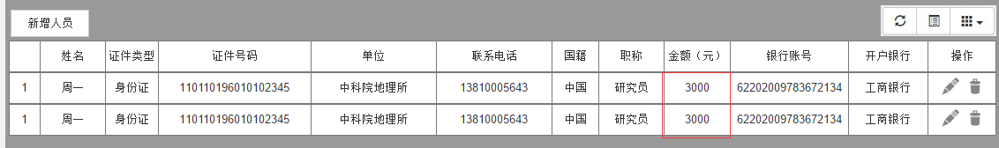 新增人员
姓名 证件类型 证件号码 单位 联系电话 国籍 职称 金额（元） 银行账号 开户银行 操作
1 周一 身份证 110110196010102345 中科院地理所 13810005643 中国 研究员 3000 62202009783672134 工商银行
1 周一 身份证 110110196010102345 中科院地理所 13810005643 中国 研究员 3000 62202009783672134 工商银行